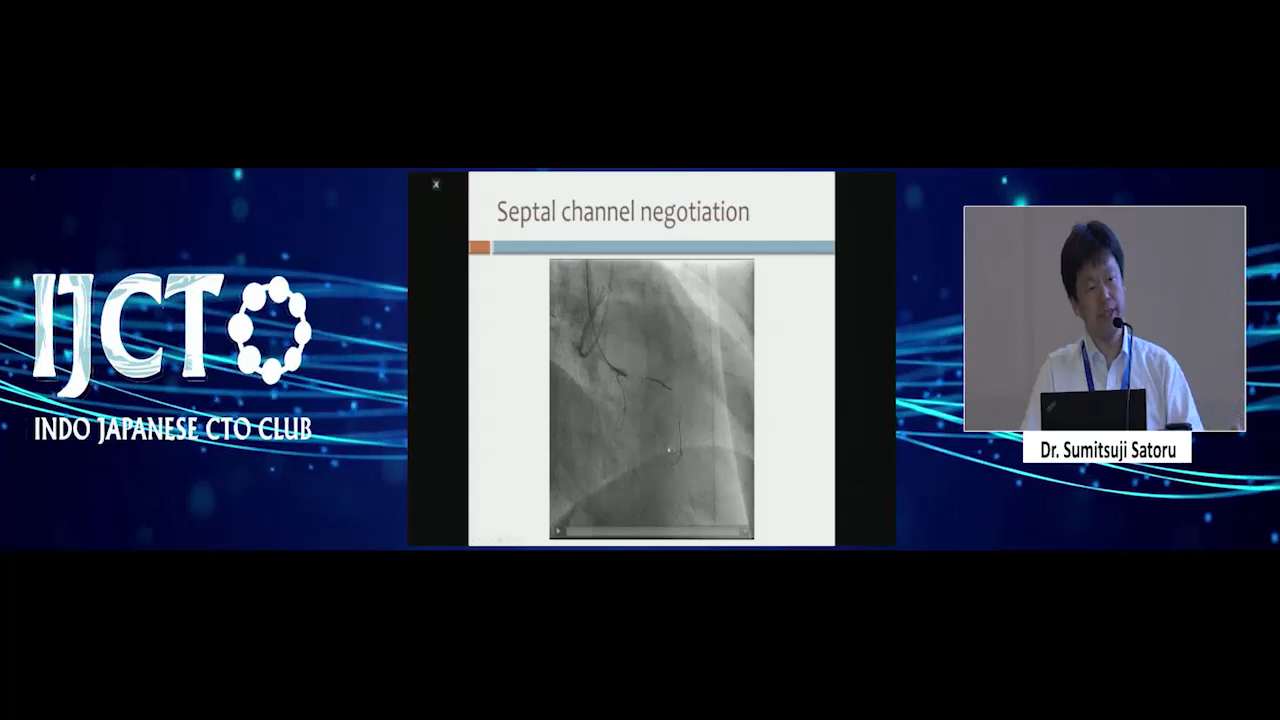 Septal channel negotiation
IJCTO
INDO JAPANESE CTO CLUB
Dr. Sumitsuji Satoru